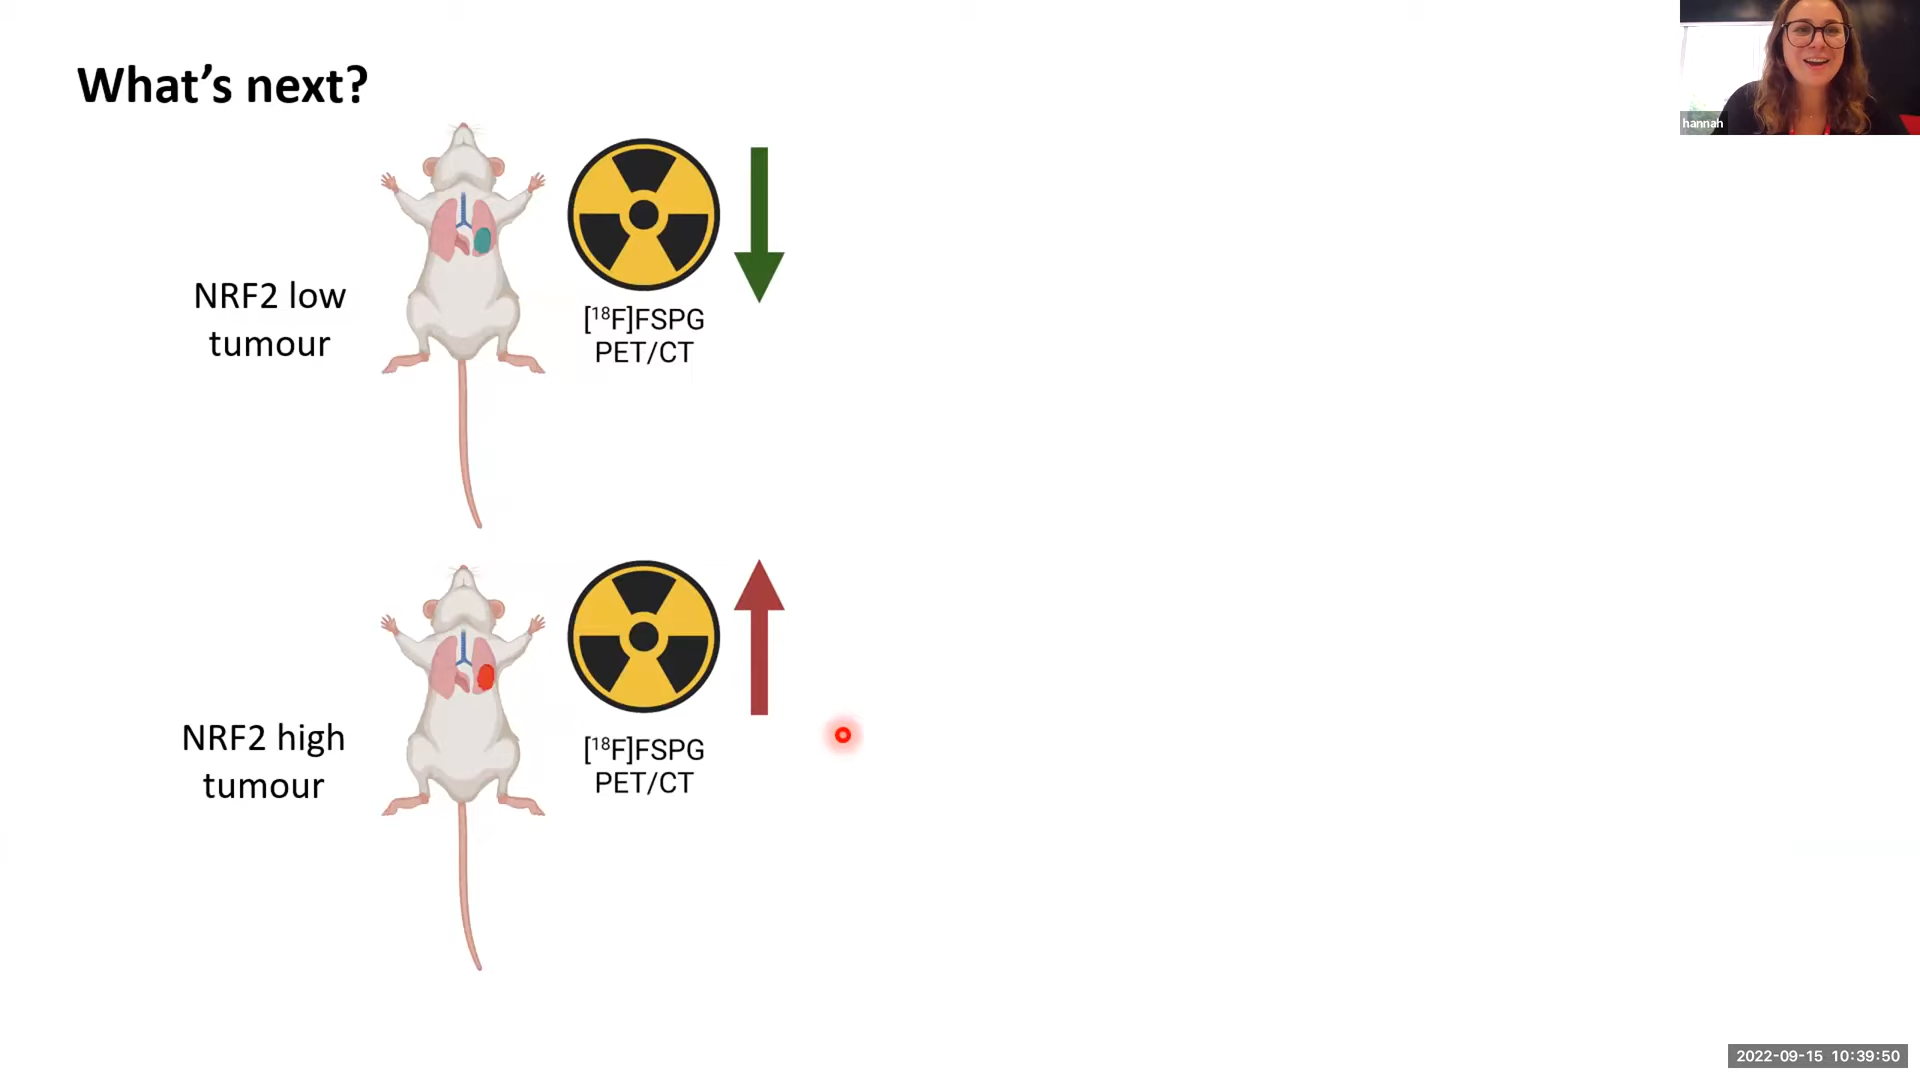 What's next?
hannah
NRF2 low
tumour
[¹⁸F]FSPG
PET/CT
NRF2 high
tumour
[¹⁸F]FSPG
PET/CT
2022-09-15 10:39:50